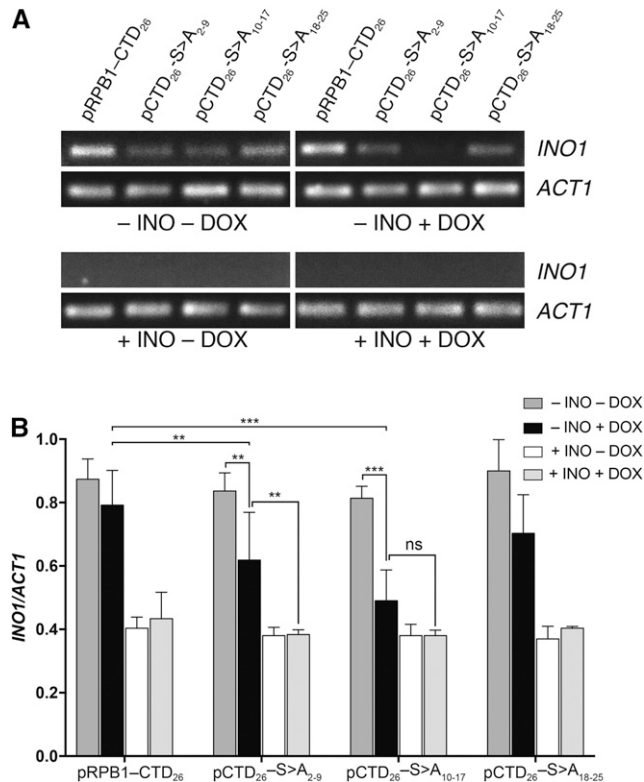 A
pRPB1–CTD26 pCTD26-S>A2-9 pCTD26-S>A10-17 pCTD26-S>A18-25 pRPB1–CTD26 pCTD26-S>A2-9 pCTD26-S>A10-17 pCTD26-S>A18-25
INO1
ACT1
– INO – DOX – INO + DOX
INO1
ACT1
+ INO – DOX + INO + DOX
B
– INO – DOX
– INO + DOX
+ INO – DOX
+ INO + DOX
***
**
** ***
** ns
INO1/ACT1
1.0
0.8
0.6
0.4
0.2
0.0
pRPB1–CTD26 pCTD26–S>A2-9 pCTD26–S>A10-17 pCTD26–S>A18-25